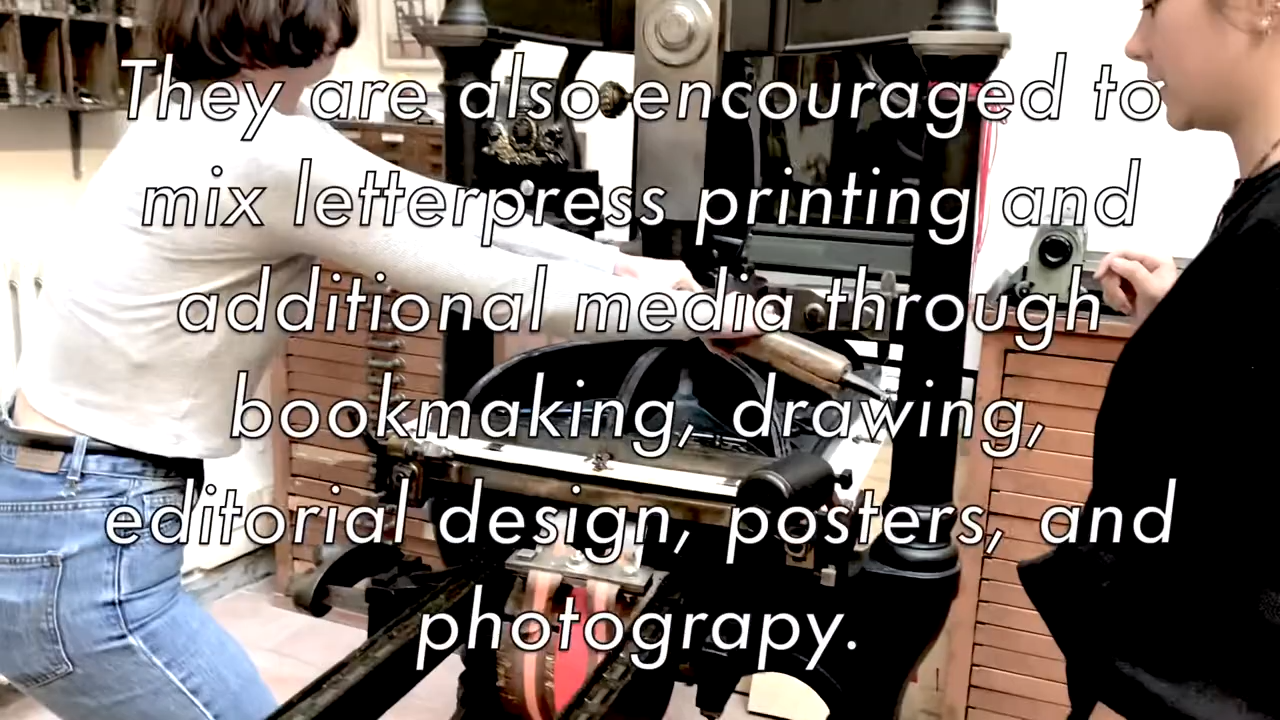 They are also encouraged to
mix letterpress printing and
additional media through
bookmaking, drawing,
editorial design, posters, and
photograpy.